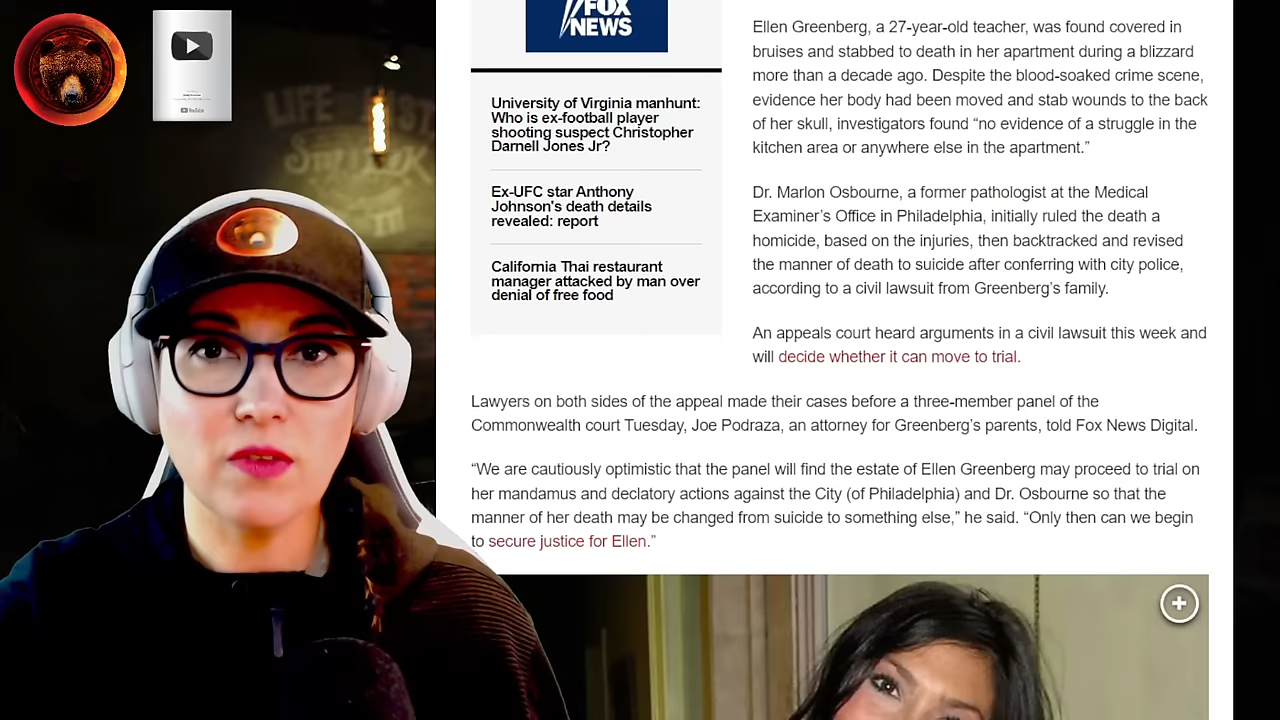 FOX
NEWS
University of Virginia manhunt:
Who is ex-football player
shooting suspect Christopher
Darnell Jones Jr?
Ex-UFC star Anthony
Johnson's death details
revealed: report
California Thai restaurant
manager attacked by man over
denial of free food
Ellen Greenberg, a 27-year-old teacher, was found covered in
bruises and stabbed to death in her apartment during a blizzard
more than a decade ago. Despite the blood-soaked crime scene,
evidence her body had been moved and stab wounds to the back
of her skull, investigators found “no evidence of a struggle in the
kitchen area or anywhere else in the apartment.”
Dr. Marlon Osbourne, a former pathologist at the Medical
Examiner’s Office in Philadelphia, initially ruled the death a
homicide, based on the injuries, then backtracked and revised
the manner of death to suicide after conferring with city police,
according to a civil lawsuit from Greenberg’s family.
An appeals court heard arguments in a civil lawsuit this week and
will decide whether it can move to trial.
Lawyers on both sides of the appeal made their cases before a three-member panel of the
Commonwealth court Tuesday, Joe Podraza, an attorney for Greenberg’s parents, told Fox News Digital.
“We are cautiously optimistic that the panel will find the estate of Ellen Greenberg may proceed to trial on
her mandamus and declatory actions against the City (of Philadelphia) and Dr. Osbourne so that the
manner of her death may be changed from suicide to something else,” he said. “Only then can we begin
to secure justice for Ellen.”